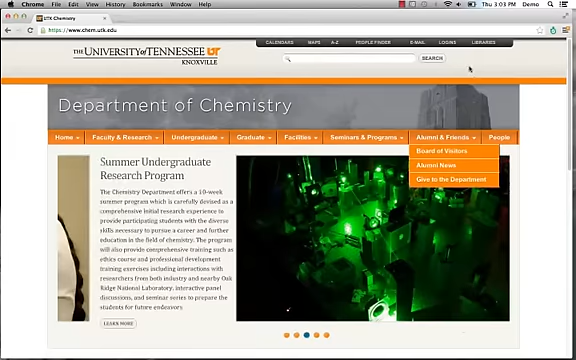 Chrome File Edit View History Bookmarks Window Help
Thu 3:03 PM Demo
UTK Chemistry
https://www.chem.utk.edu
THE UNIVERSITY of TENNESSEE UT
KNOXVILLE
CALENDARS MAPS A-Z PEOPLE FINDER E-MAIL LOGINS LIBRARIES
SEARCH
Department of Chemistry
Home Faculty & Research Undergraduate Graduate Facilities Seminars & Programs Alumni & Friends People
Board of Visitors
Alumni News
Give to the Department
Summer Undergraduate
Research Program
The Chemistry Department offers a 10-week
summer program which is carefully devised as a
comprehensive initial research experience to
provide participating students with the diverse
skills necessary to pursue a career and further
education in the field of chemistry. The program
will also provide comprehensive training such as
ethics course and professional development
training exercises including interactions with
researchers from both industry and nearby Oak
Ridge National Laboratory, interactive panel
discussions, and seminar series to prepare the
students for future endeavors
LEARN MORE